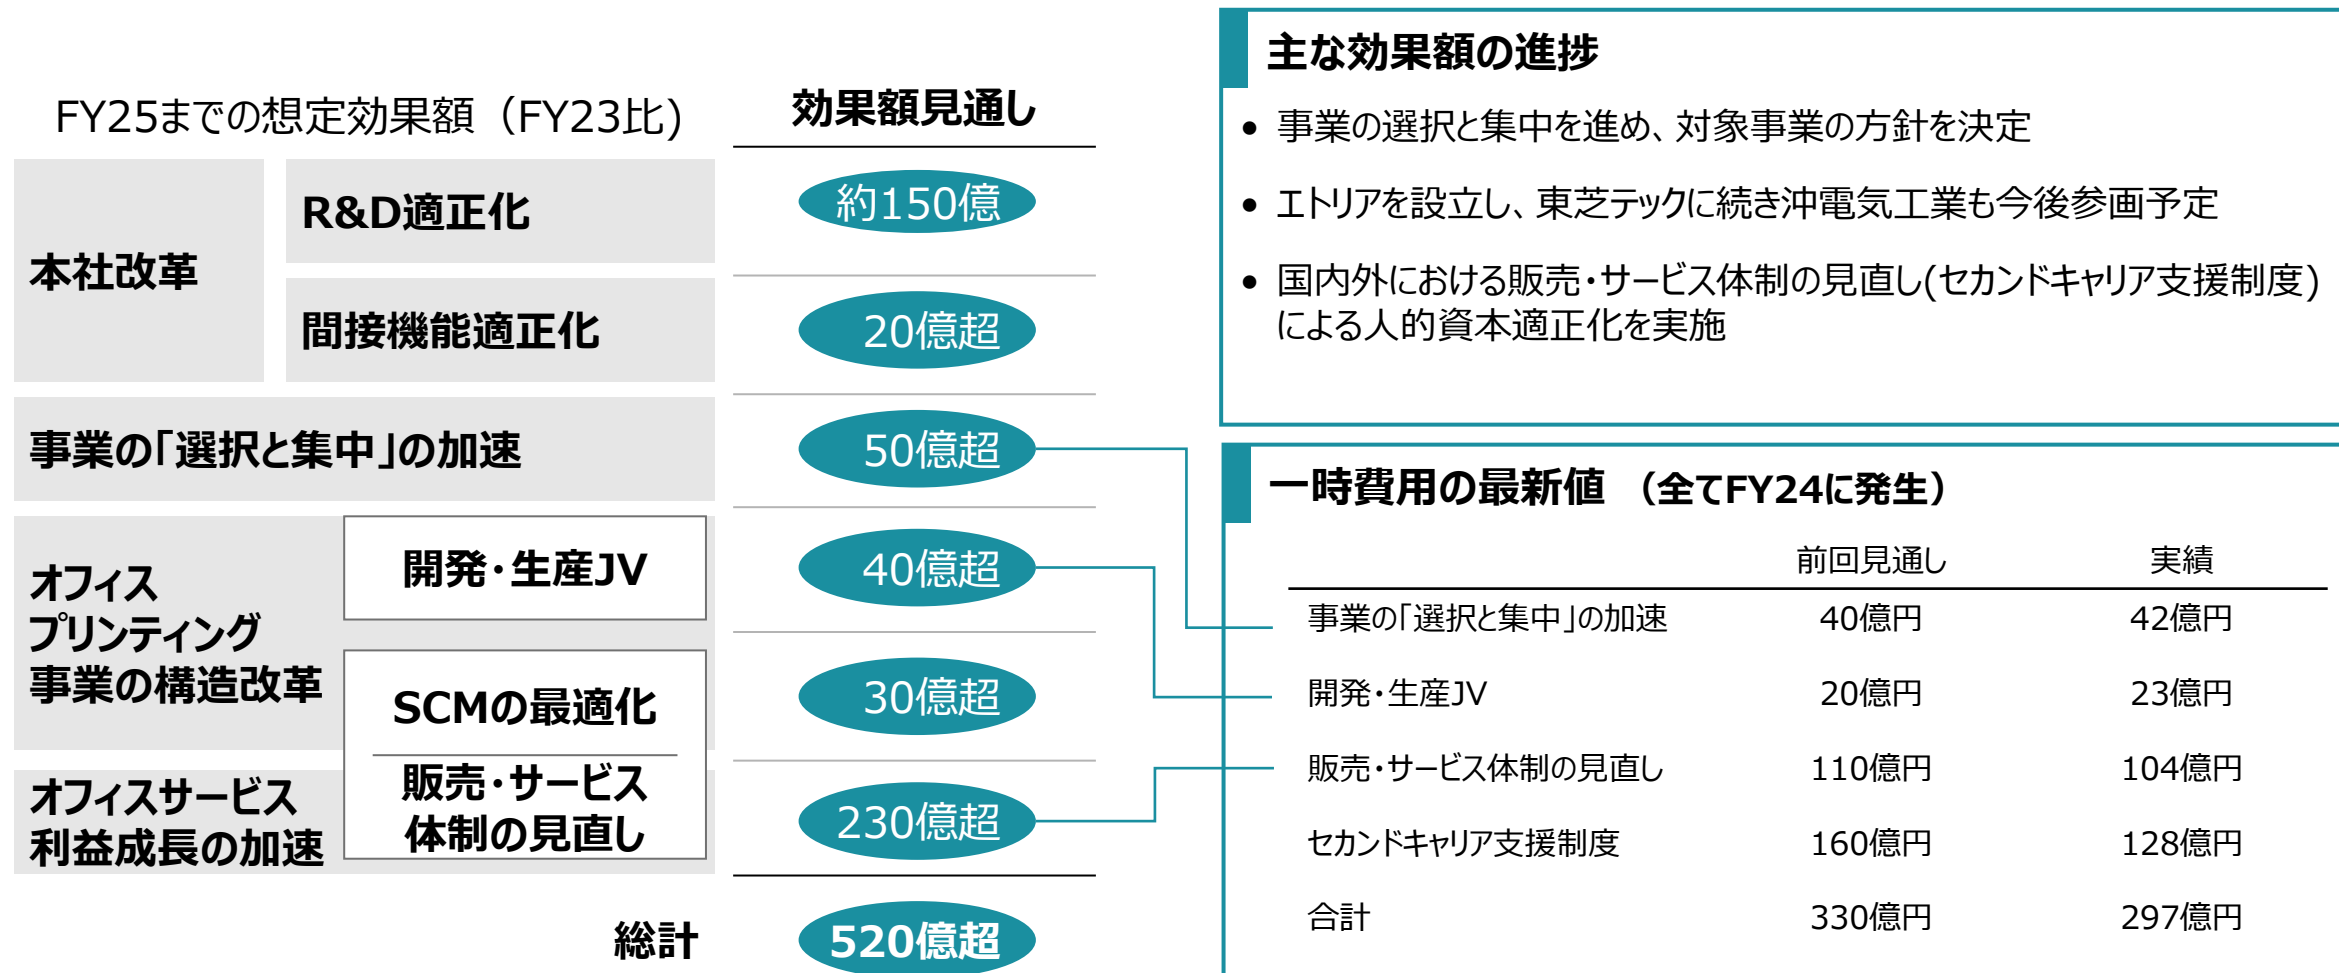 FY25までの想定効果額（FY23比)
効果額見通し
本社改革
R&D適正化
約150億
間接機能適正化
20億超
事業の「選択と集中」の加速
50億超
オフィス
プリンティング
事業の構造改革
開発・生産JV
40億超
SCMの最適化
30億超
オフィスサービス
利益成長の加速
販売・サービス
体制の見直し
230億超
総計
520億超
主な効果額の進捗
• 事業の選択と集中を進め、対象事業の方針を決定
• エトリアを設立し、東芝テックに続き沖電気工業も今後参画予定
• 国内外における販売・サービス体制の見直し(セカンドキャリア支援制度)
による人的資本適正化を実施
一時費用の最新値 （全てFY24に発生）
前回見通し 実績
事業の「選択と集中」の加速 40億円 42億円
開発・生産JV 20億円 23億円
販売・サービス体制の見直し 110億円 104億円
セカンドキャリア支援制度 160億円 128億円
合計 330億円 297億円